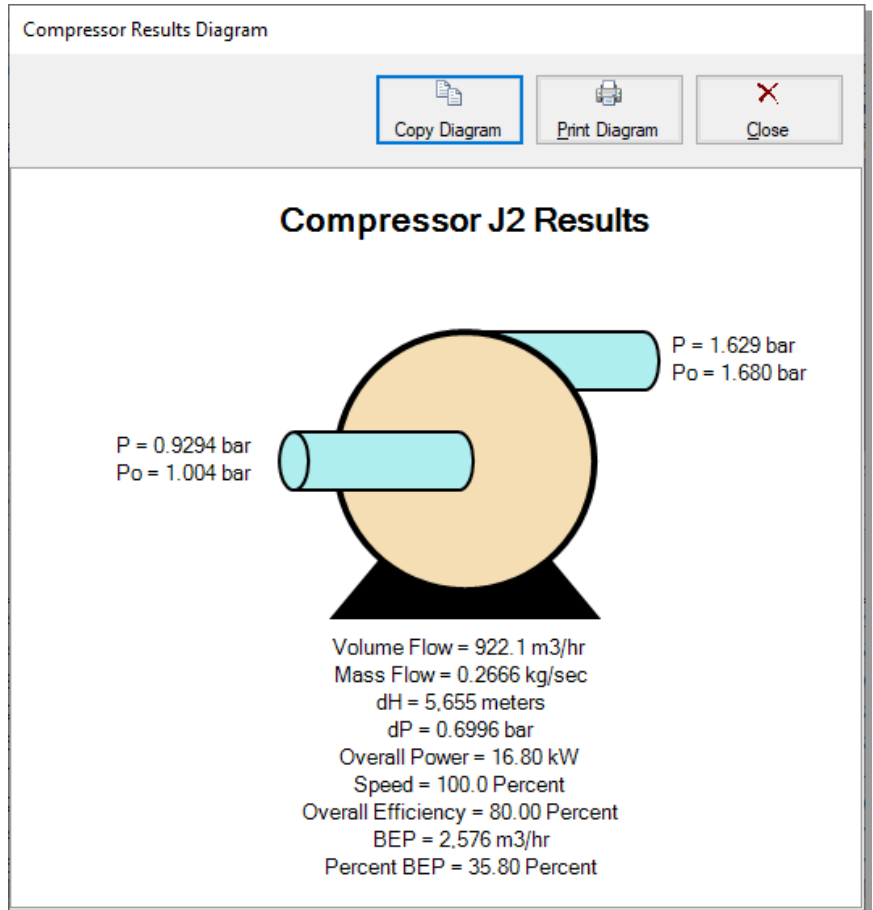 Compressor Results Diagram
Copy Diagram
Print Diagram
Close
Compressor J2 Results
P = 1.629 bar
Po = 1.680 bar
P = 0.9294 bar
Po = 1.004 bar
Volume Flow = 922.1 m3/hr
Mass Flow = 0.2666 kg/sec
dH = 5,655 meters
dP = 0.6996 bar
Overall Power = 16.80 kW
Speed = 100.0 Percent
Overall Efficiency = 80.00 Percent
BEP = 2,576 m3/hr
Percent BEP = 35.80 Percent